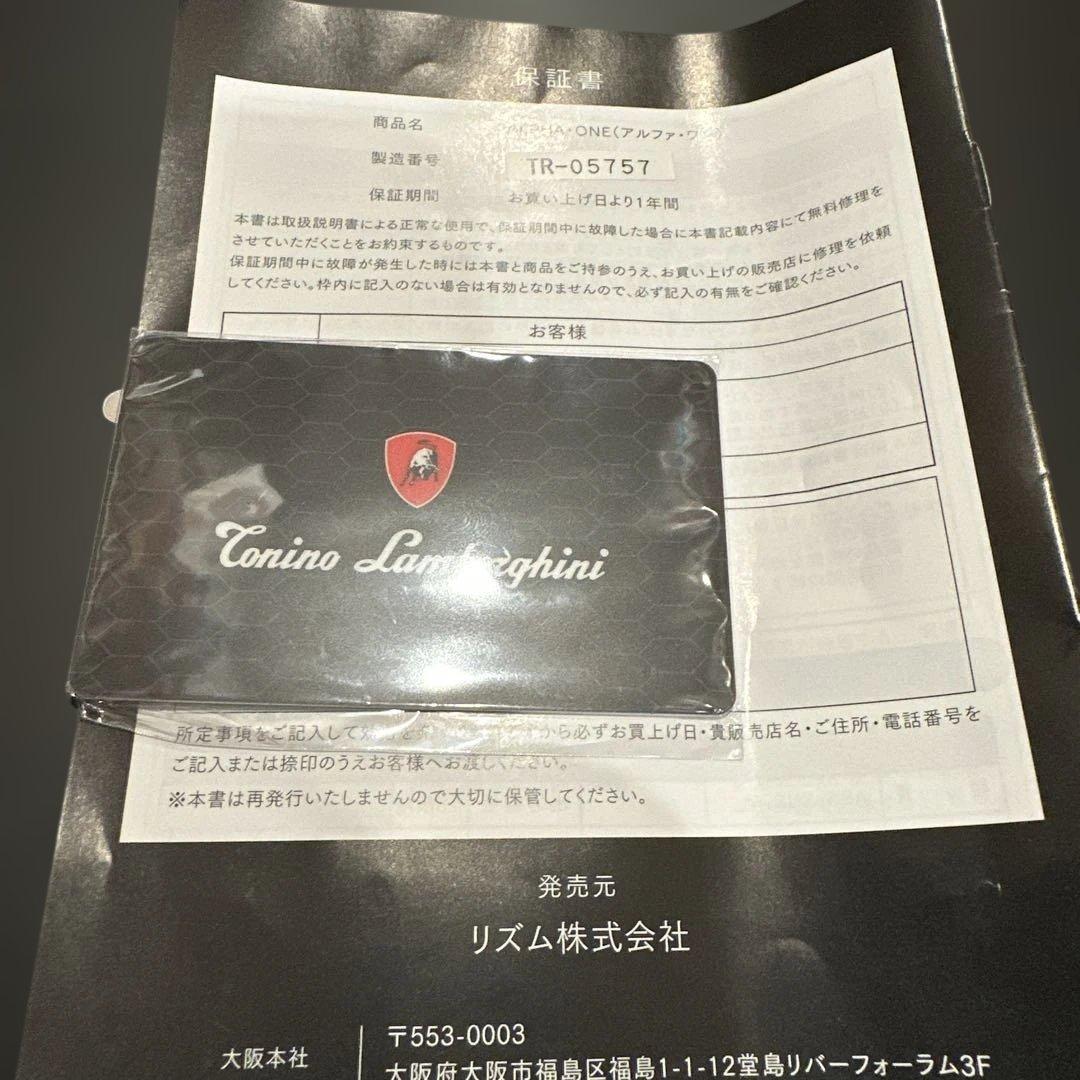 保証書
商品名 ALPHA・ONE(アルファ・ワン)
製造番号 TR-05757
保証期間 お買い上げ日より1年間
本書は取扱説明書による正常な使用で、保証期間中に故障した場合に本書記載内容にて無料修理を
させていただくことをお約束するものです。
保証期間中に故障が発生した時には本書と商品をご持参のうえ、お買い上げの販売店に修理を依頼
してください。枠内に記入のない場合は有効となりませんので、必ず記入の有無をご確認ください。
お客様
Tonino Lamborghini
所定事項をご記入して から必ずお買上げ日・貴販売店名・ご住所・電話番号を
ご記入または捺印のうえお客様へお渡しください。
※本書は再発行いたしませんので大切に保管してください。
発売元
リズム株式会社
大阪本社
〒553-0003
大阪府大阪市福島区福島1-1-12堂島リバーフォーラム3F